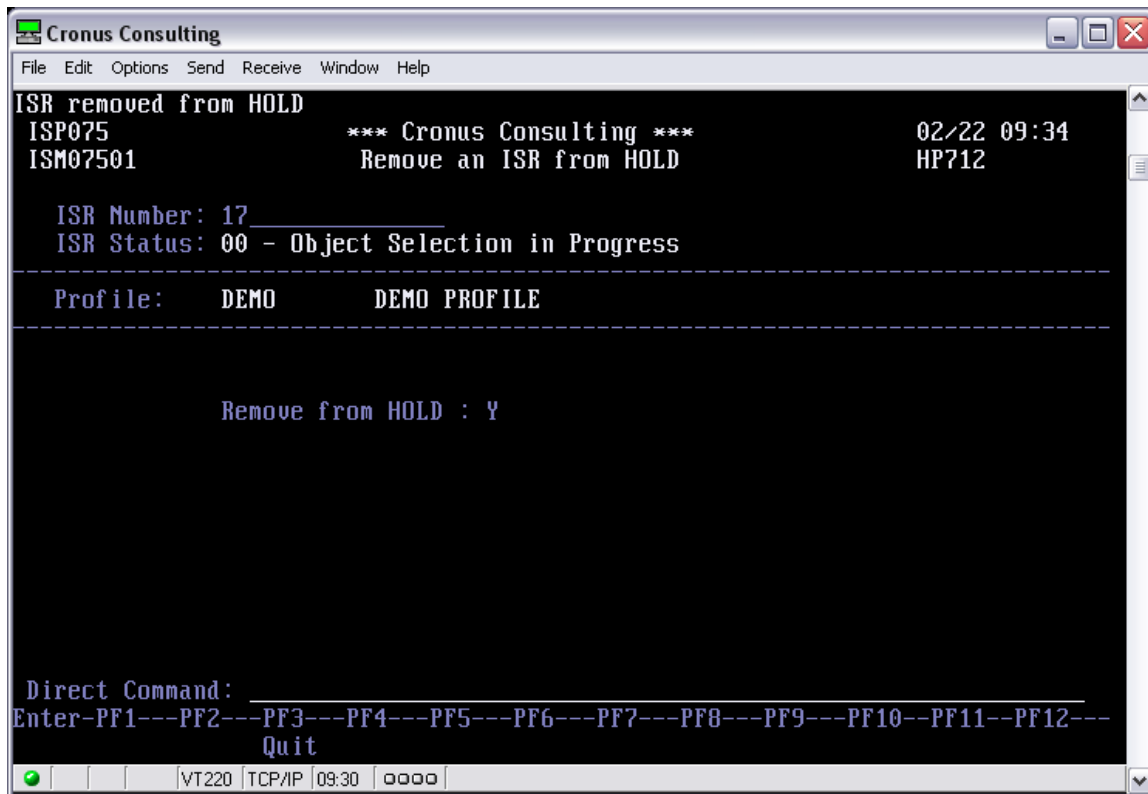 Cronus Consulting
File Edit Options Send Receive Window Help
ISR removed from HOLD
ISP075 *** Cronus Consulting *** 02/22 09:34
ISM07501 Remove an ISR from HOLD HP712
ISR Number: 17______________
ISR Status: 00 - Object Selection in Progress
-------------------------------------------------------------------------------
Profile: DEMO DEMO PROFILE
-------------------------------------------------------------------------------
Remove from HOLD : Y
Direct Command: ____________________________________________________________
Enter-PF1---PF2---PF3---PF4---PF5---PF6---PF7---PF8---PF9---PF10--PF11--PF12---
Quit
VT220 TCP/IP 09:30